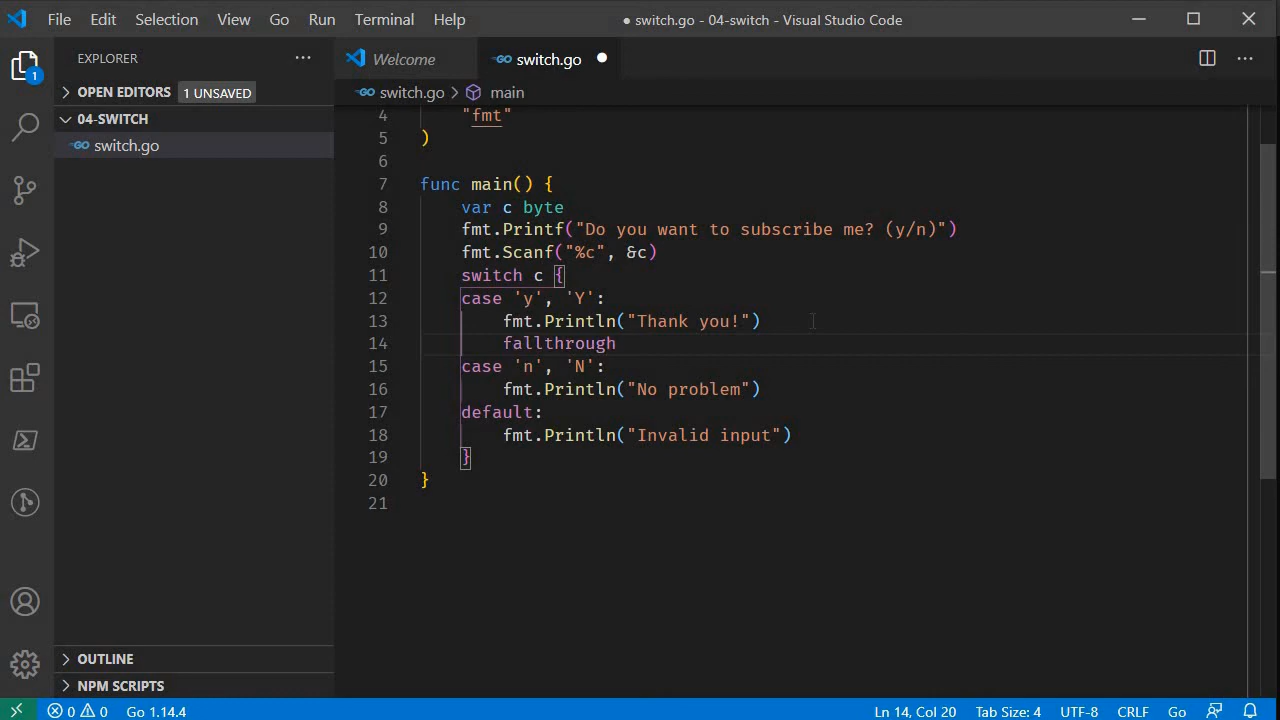 File Edit Selection View Go Run Terminal Help ● switch.go - 04-switch - Visual Studio Code
EXPLORER
Welcome
switch.go
OPEN EDITORS 1 UNSAVED
switch.go > main
04-SWITCH
switch.go
1
4 "fmt"
5 )
6
7 func main() {
8 var c byte
9 fmt.Printf("Do you want to subscribe me? (y/n)")
10 fmt.Scanf("%c", &c)
11 switch c {
12 case 'y', 'Y':
13 fmt.Println("Thank you!")
14 fallthrough
15 case 'n', 'N':
16 fmt.Println("No problem")
17 default:
18 fmt.Println("Invalid input")
19 }
20 }
21
OUTLINE
NPM SCRIPTS
0 0 Go 1.14.4 Ln 14, Col 20 Tab Size: 4 UTF-8 CRLF Go